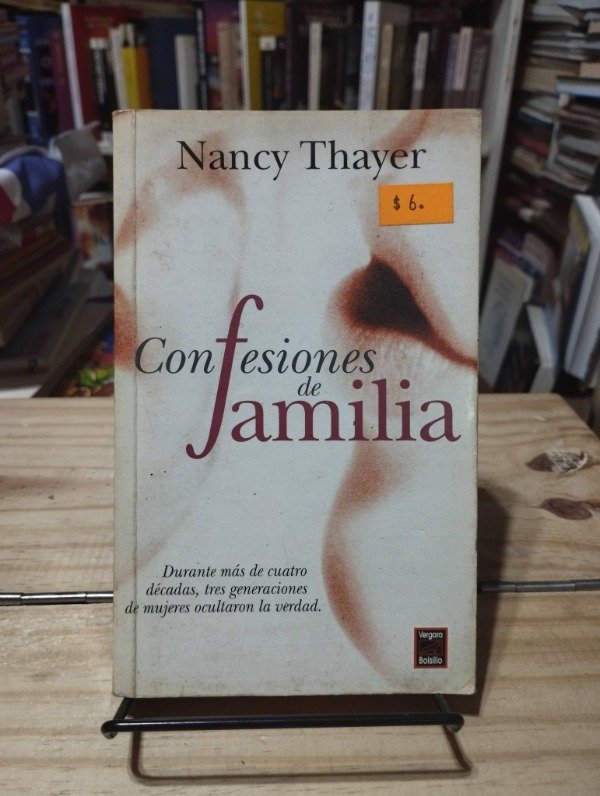 Nancy Thayer
$ 6.
Confesiones
de
familia
Durante más de cuatro
décadas, tres generaciones
de mujeres ocultaron la verdad.
Vergara
Bolsillo